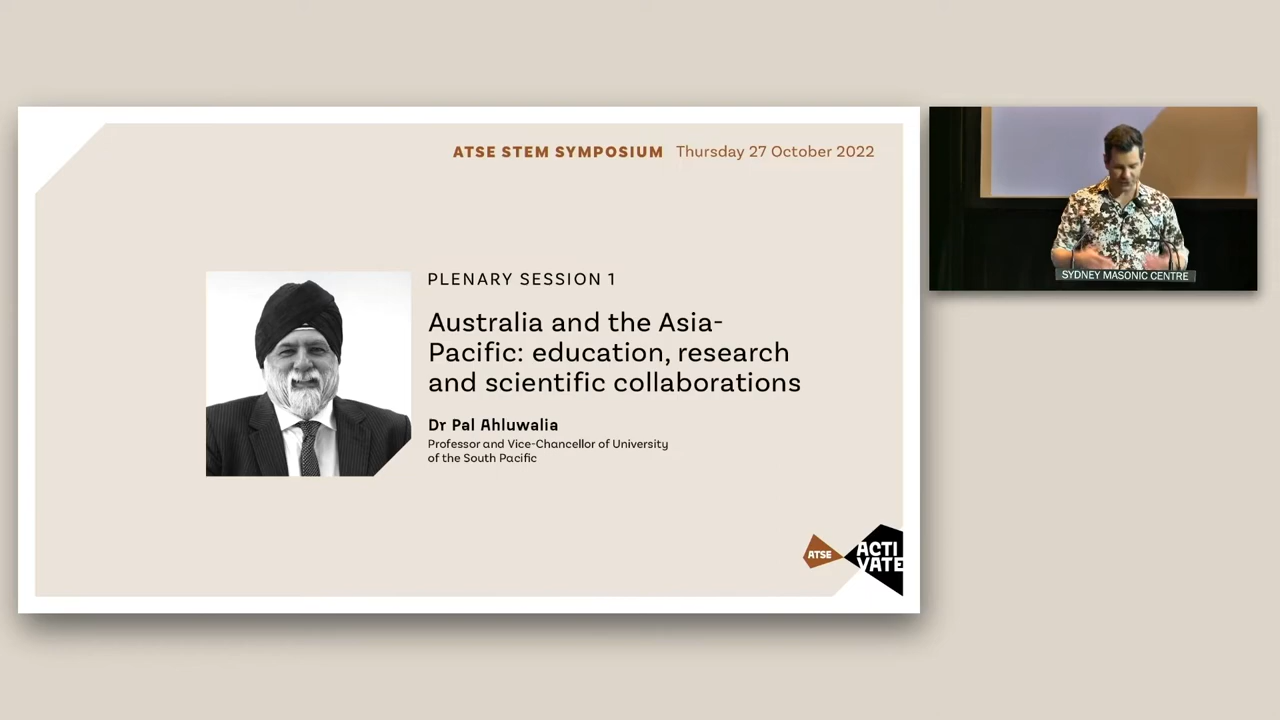 ATSE STEM SYMPOSIUM Thursday 27 October 2022
PLENARY SESSION 1
Australia and the Asia-
Pacific: education, research
and scientific collaborations
Dr Pal Ahluwalia
Professor and Vice-Chancellor of University
of the South Pacific
ATSE
ACTI
VATE
SYDNEY MASONIC CENTRE